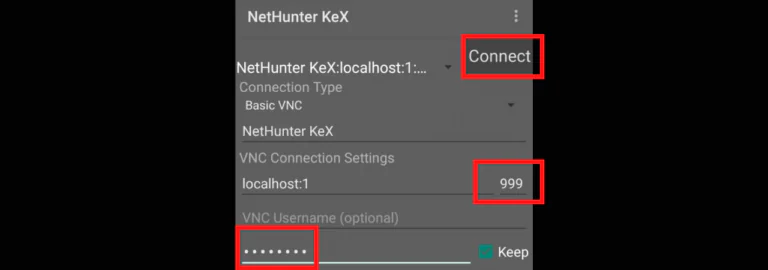 NetHunter KeX
Connect
NetHunter KeX:localhost:1:...
Connection Type
Basic VNC
NetHunter KeX
VNC Connection Settings
localhost:1 999
VNC Username (optional)
•••••••• Keep